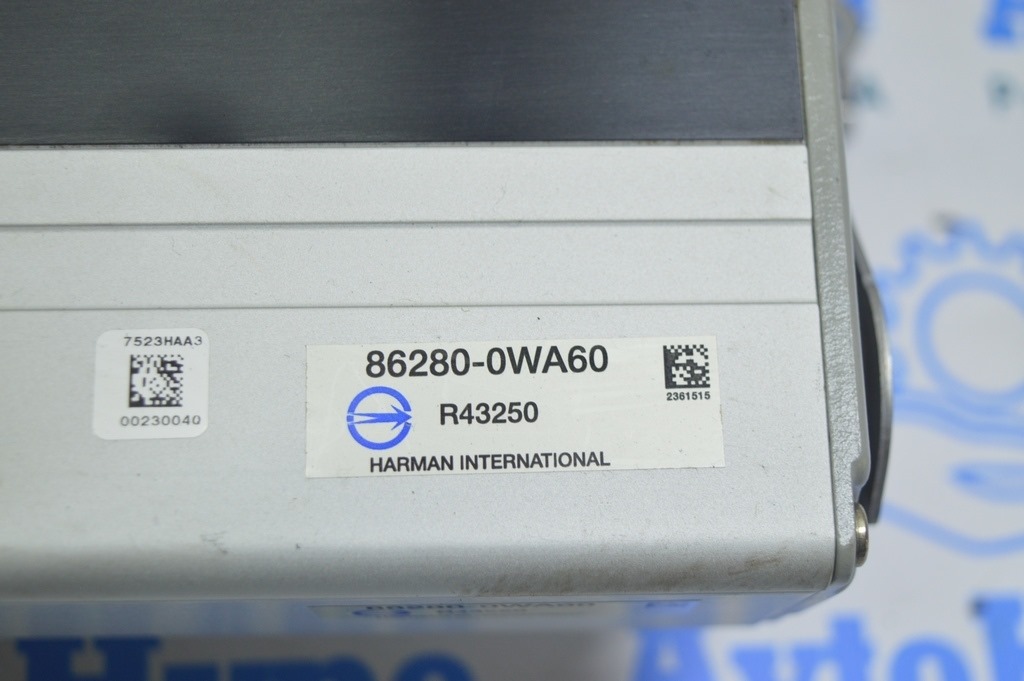 7523HAA3
00230040
86280-0WA60
2361515
R43250
HARMAN INTERNATIONAL